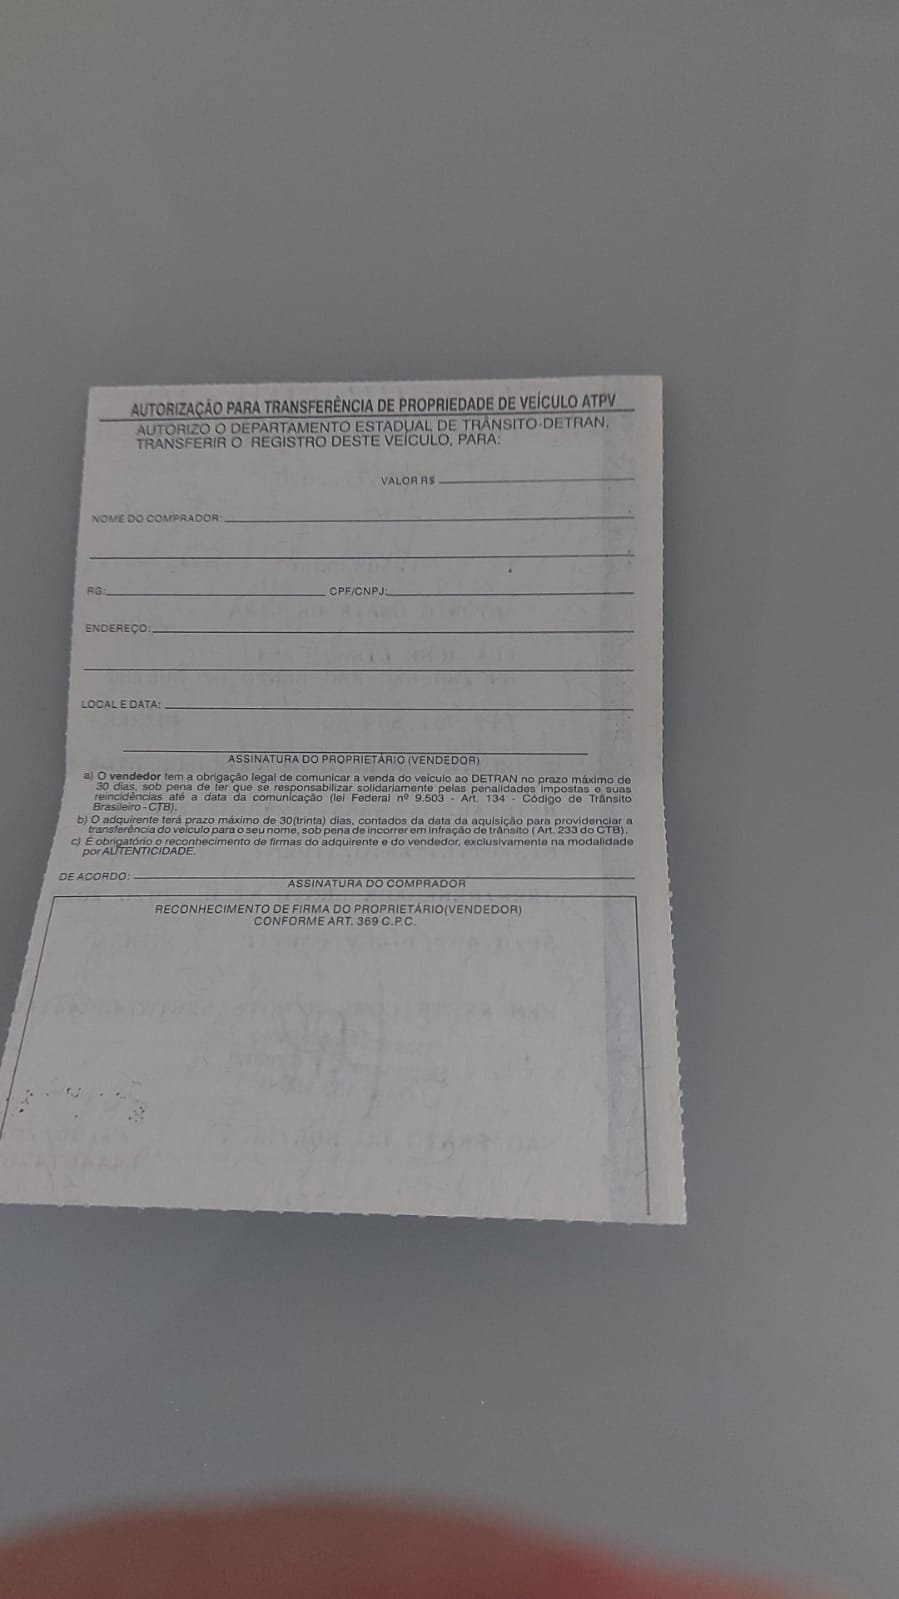 AUTORIZAÇÃO PARA TRANSFERÊNCIA DE PROPRIEDADE DE VEÍCULO ATPV
AUTORIZO O DEPARTAMENTO ESTADUAL DE TRÂNSITO-DETRAN,
TRANSFERIR O REGISTRO DESTE VEÍCULO, PARA:
VALOR R$
NOME DO COMPRADOR:
RG: CPF/CNPJ:
ENDEREÇO:
LOCAL E DATA:
ASSINATURA DO PROPRIETÁRIO (VENDEDOR)
a) O vendedor tem a obrigação legal de comunicar a venda do veículo ao DETRAN no prazo máximo de
30 dias, sob pena de ter que se responsabilizar solidariamente pelas penalidades impostas e suas
reincidências até a data da comunicação (lei Federal nº 9.503 - Art. 134 - Código de Trânsito
Brasileiro - CTB).
b) O adquirente terá prazo máximo de 30(trinta) dias, contados da data da aquisição para providenciar a
transferência do veículo para o seu nome, sob pena de incorrer em infração de trânsito ( Art. 233 do CTB).
c) É obrigatório o reconhecimento de firmas do adquirente e do vendedor, exclusivamente na modalidade
por AUTENTICIDADE.
DE ACORDO:
ASSINATURA DO COMPRADOR
RECONHECIMENTO DE FIRMA DO PROPRIETÁRIO(VENDEDOR)
CONFORME ART. 369 C.P.C.